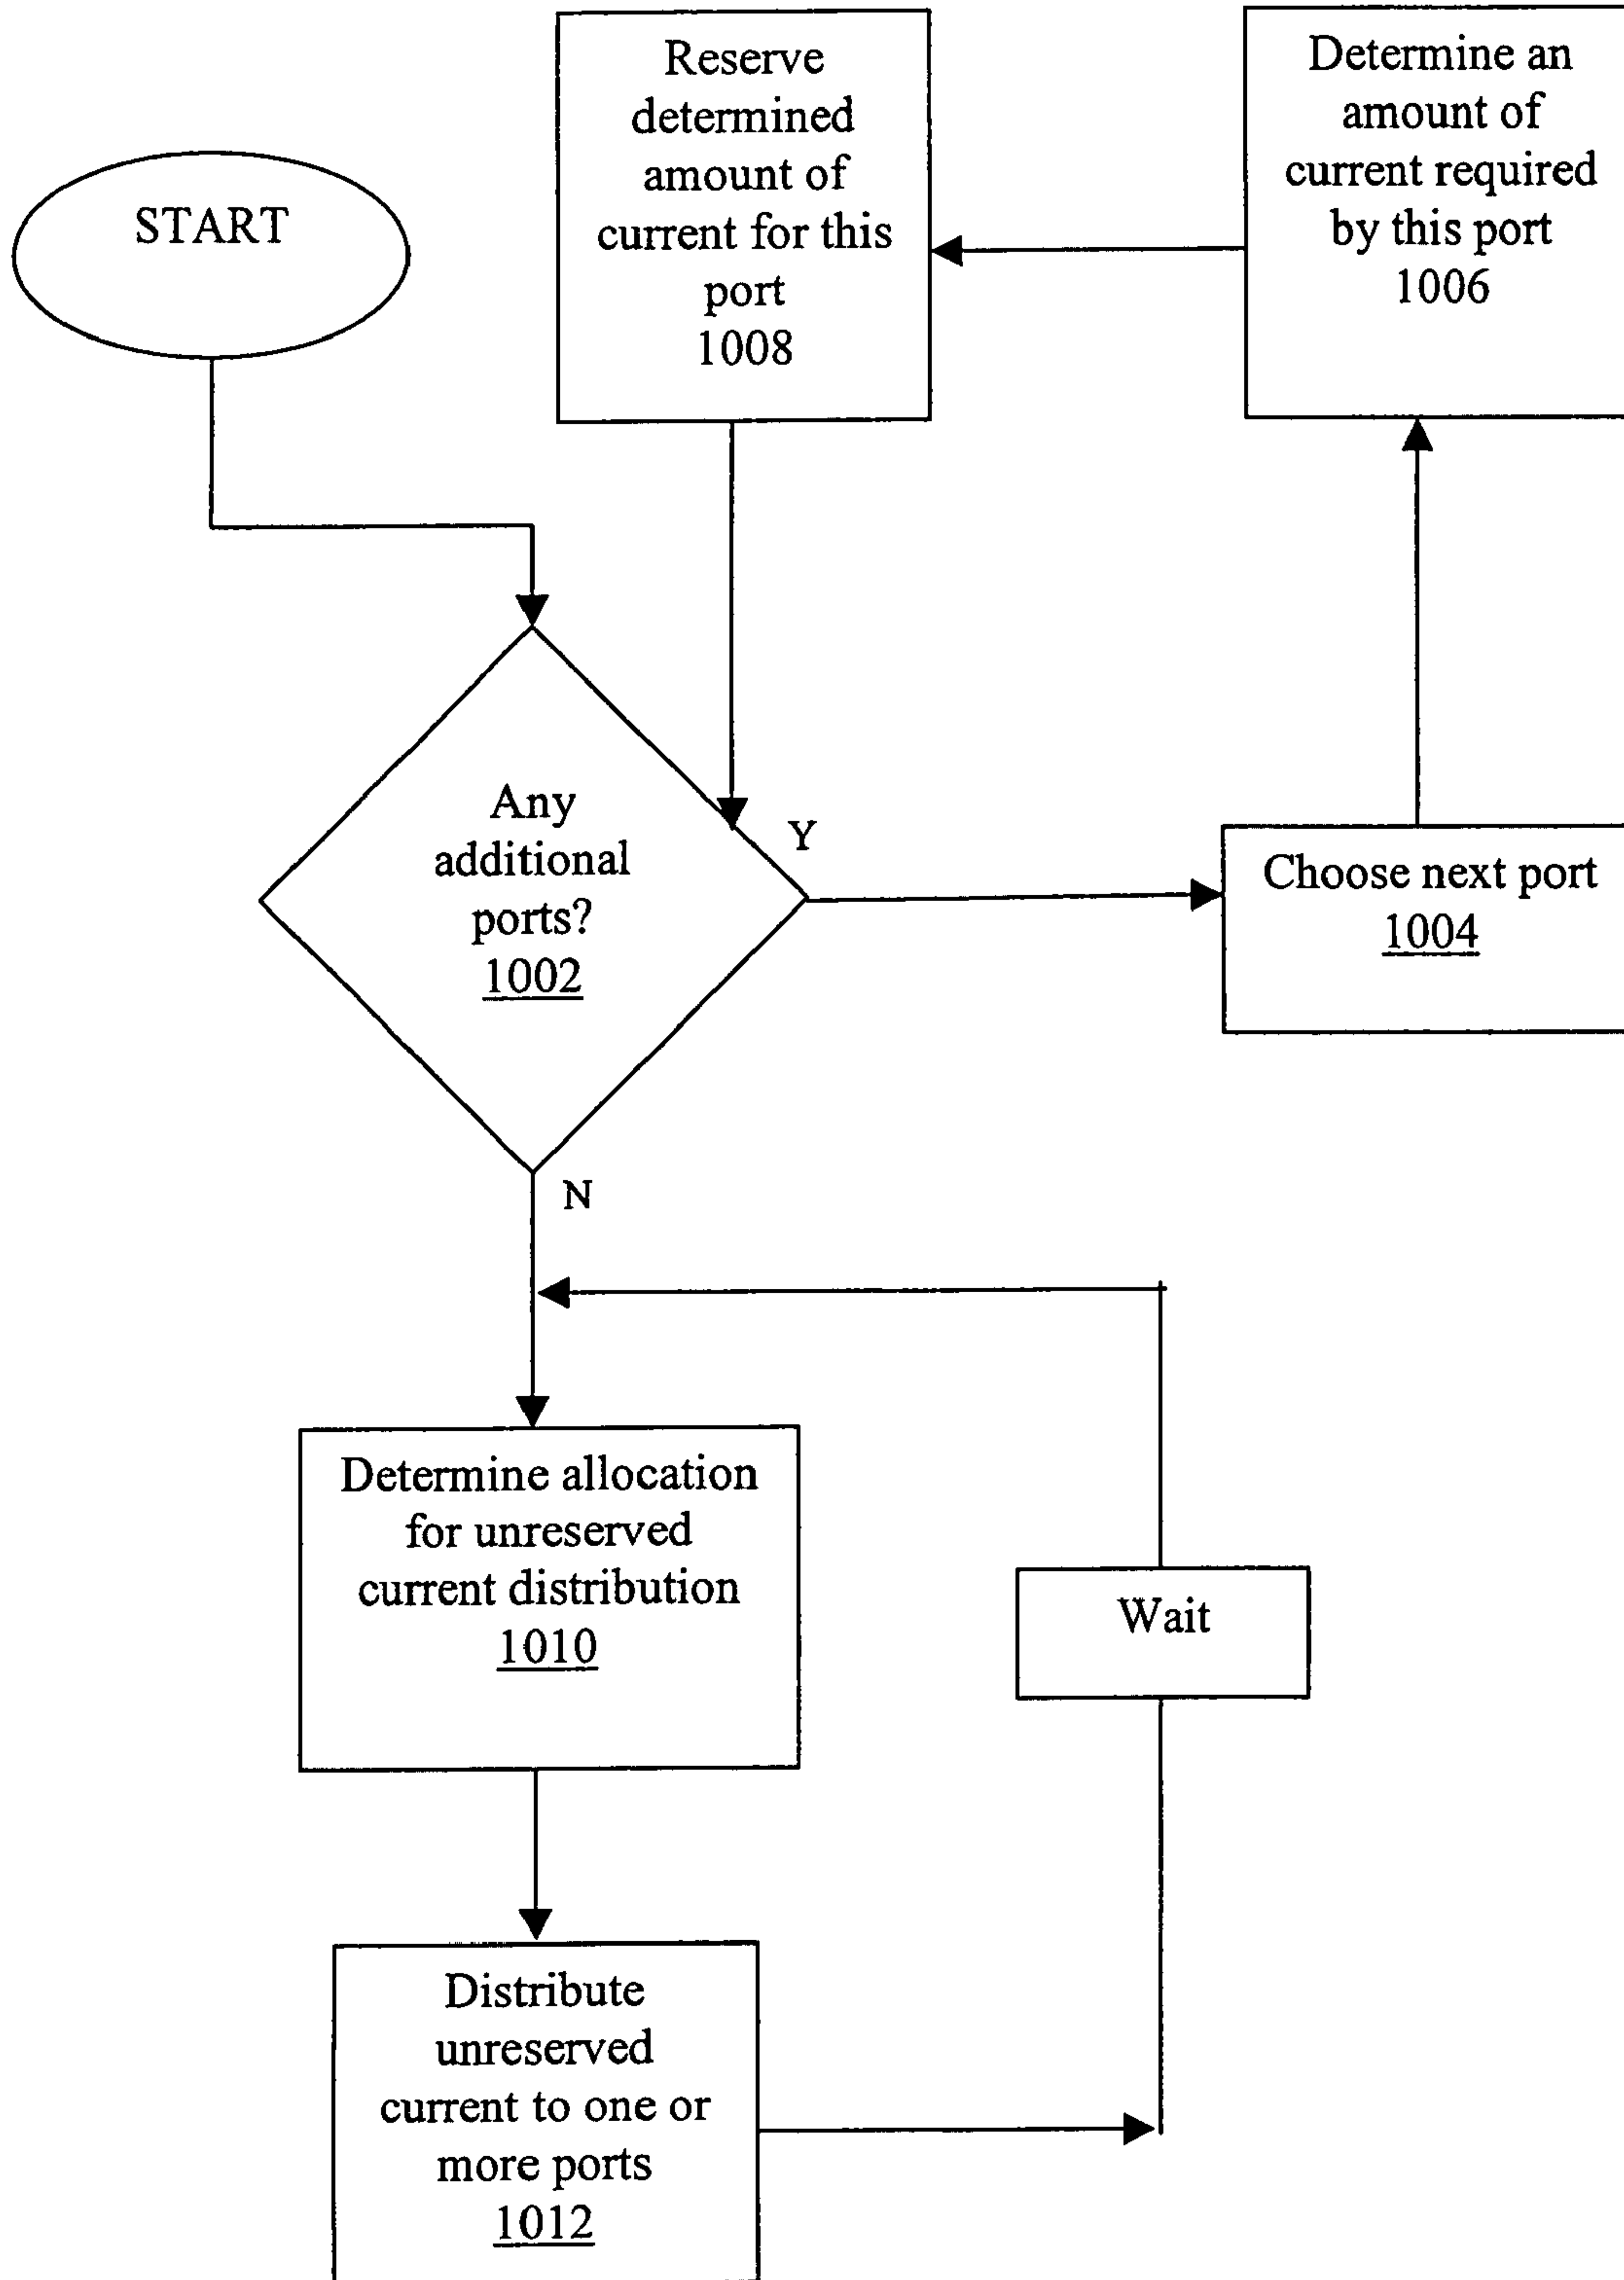 START
Reserve
determined
amount of
current for this
port
1008
Determine an
amount of
current required
by this port
1006
Any
additional
ports?
1002
Y
Choose next port
1004
N
Determine allocation
for unreserved
current distribution
1010
Wait
Distribute
unreserved
current to one or
more ports
1012